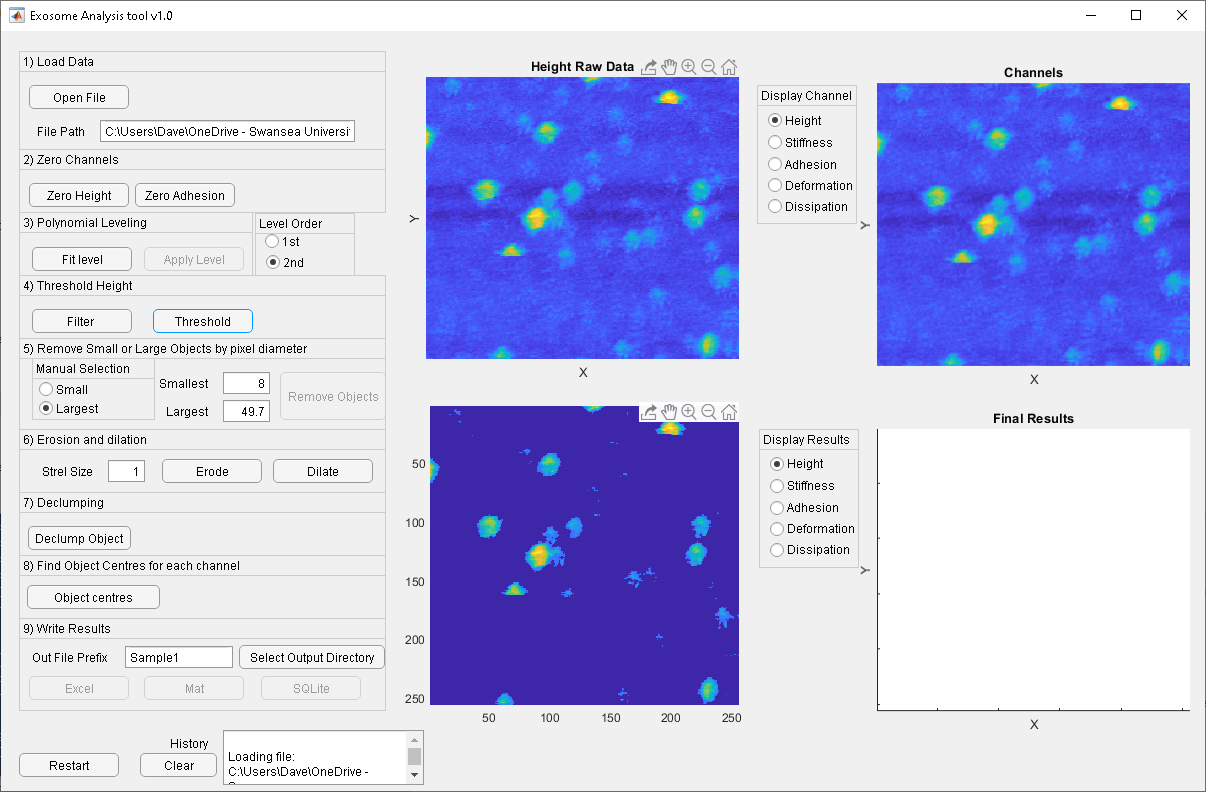 Exosome Analysis tool v1.0
1) Load Data
Open File
File Path
C:\Users\Dave\OneDrive - Swansea Universi
2) Zero Channels
Zero Height
Zero Adhesion
3) Polynomial Leveling
Fit level
Apply Level
Level Order
1st
2nd
4) Threshold Height
Filter
Threshold
5) Remove Small or Large Objects by pixel diameter
Manual Selection
Small
Largest
Smallest
8
Largest
49.7
Remove Objects
6) Erosion and dilation
Strel Size
1
Erode
Dilate
7) Declumping
Declump Object
8) Find Object Centres for each channel
Object centres
9) Write Results
Out File Prefix
Sample1
Select Output Directory
Excel
Mat
SQLite
Restart
History
Clear
Loading file:
C:\Users\Dave\OneDrive -
Height Raw Data
Y
X
50
100
150
200
250
50
100
150
200
250
Display Channel
Height
Stiffness
Adhesion
Deformation
Dissipation
Channels
Y
X
Display Results
Height
Stiffness
Adhesion
Deformation
Dissipation
Final Results
Y
X